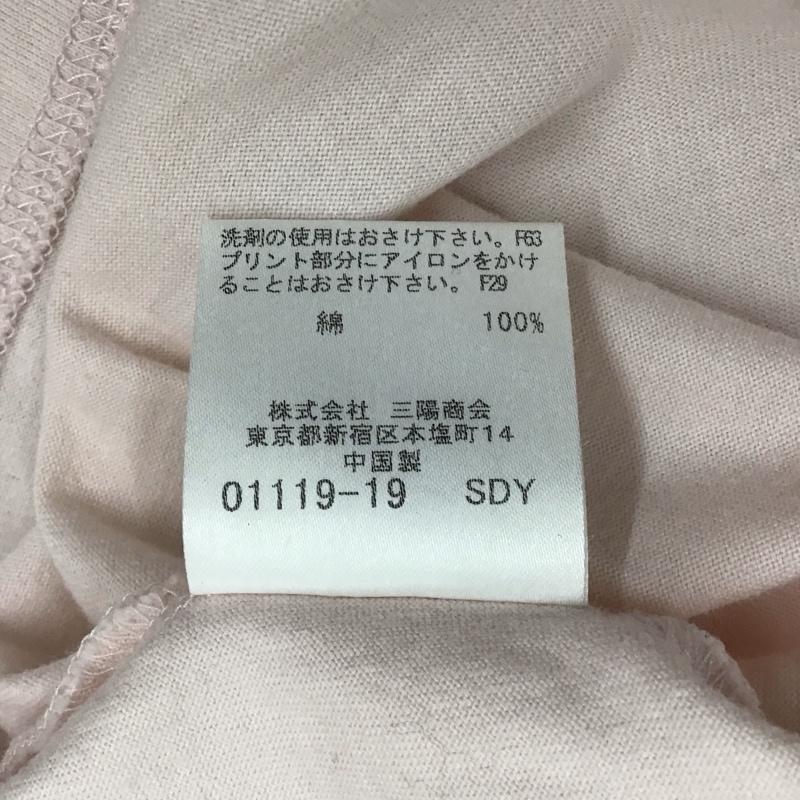 洗剤の使用はおさけ下さい。F63
プリント部分にアイロンをかけ
ることはおさけ下さい。F29
綿 100%
株式会社 三陽商会
東京都新宿区本塩町14
中国製
01119-19 SDY